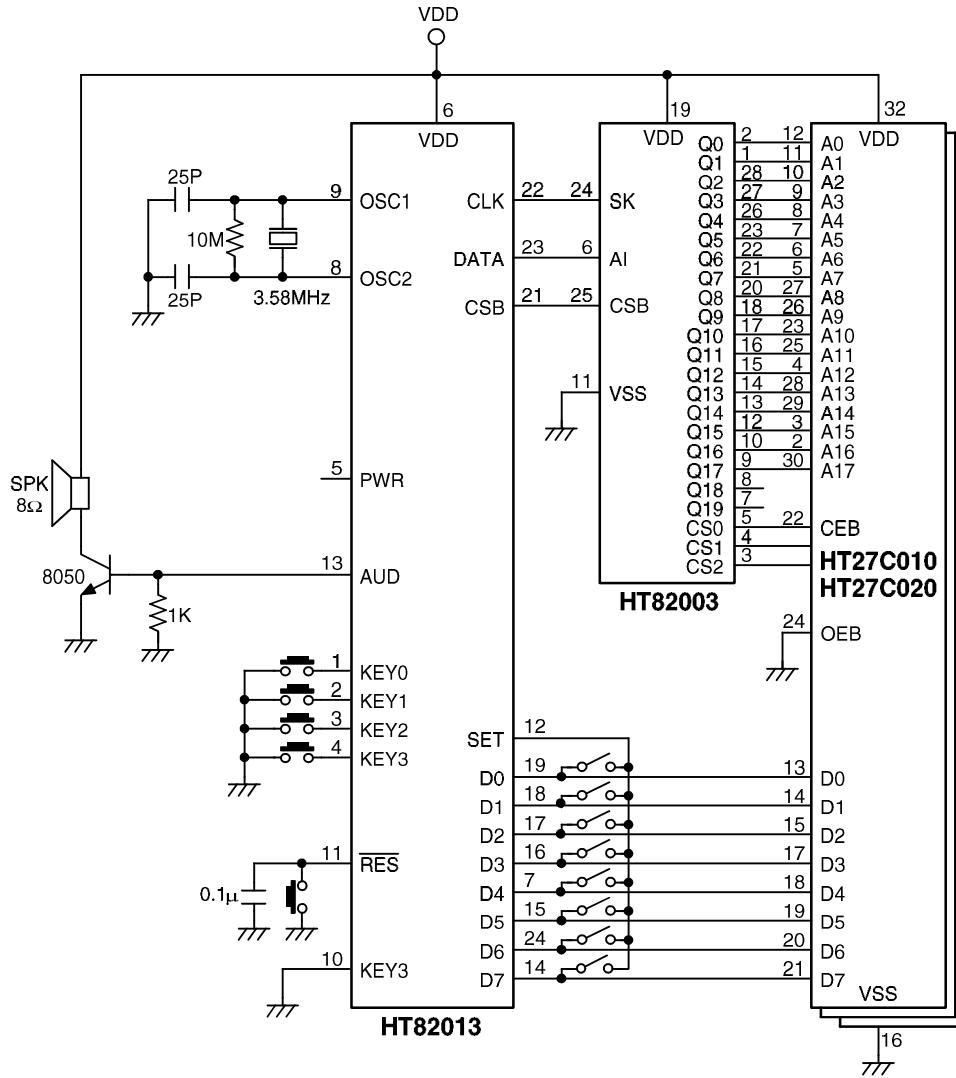 VDD
6
19
32
VDD
VDD
VDD
25P
9
OSC1
10M
8
OSC2
25P
3.58MHz
CLK
22
24
SK
DATA
23
6
AI
CSB
21
25
CSB
11
VSS
Q0
2
12
A0
Q1
1
11
A1
Q2
28
10
A2
Q3
27
9
A3
Q4
26
8
A4
Q5
23
7
A5
Q6
22
6
A6
Q7
21
5
A7
Q8
20
27
A8
Q9
18
26
A9
Q10
17
23
A10
Q11
16
25
A11
Q12
15
4
A12
Q13
14
28
A13
Q14
13
29
A14
Q15
12
3
A15
Q16
10
2
A16
Q17
9
30
A17
Q18
8
Q19
7
CS0
5
22
CEB
CS1
4
CS2
3
HT27C010
HT27C020
HT82003
24
OEB
SPK
8Ω
5
PWR
8050
13
AUD
1K
1
KEY0
2
KEY1
3
KEY2
4
KEY3
SET
12
D0
19
13
D0
D1
18
14
D1
D2
17
15
D2
D3
16
17
D3
D4
7
18
D4
D5
15
19
D5
D6
24
20
D6
D7
14
21
D7
11
RES
0.1μ
10
KEY3
VSS
HT82013
16